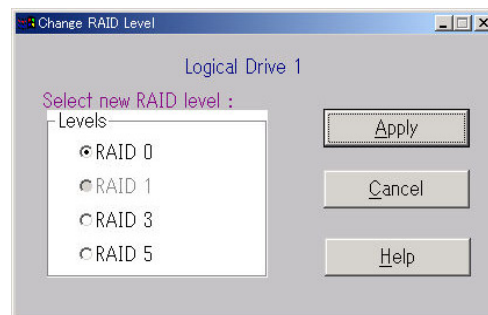 Change RAID Level
Logical Drive 1
Select new RAID level :
Levels
RAID 0
RAID 1
RAID 3
RAID 5
Apply
Cancel
Help